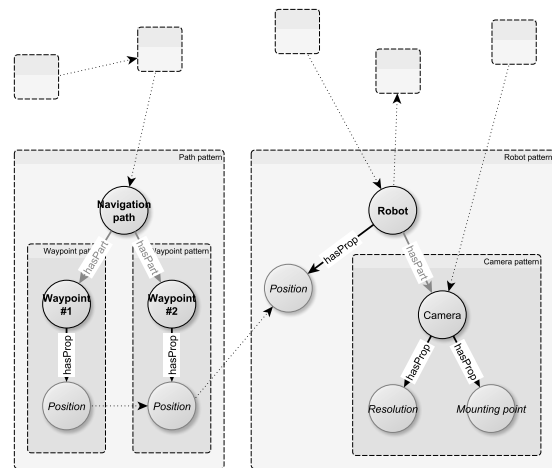 Path pattern
Robot pattern
Navigation
path
Robot
hasPart
hasPart
hasProp
hasPart
Waypoint pat
Waypoint pattern
Camera pattern
Position
Waypoint
#1
Waypoint
#2
Camera
hasProp
hasProp
hasProp
hasProp
Position
Position
Resolution
Mounting point